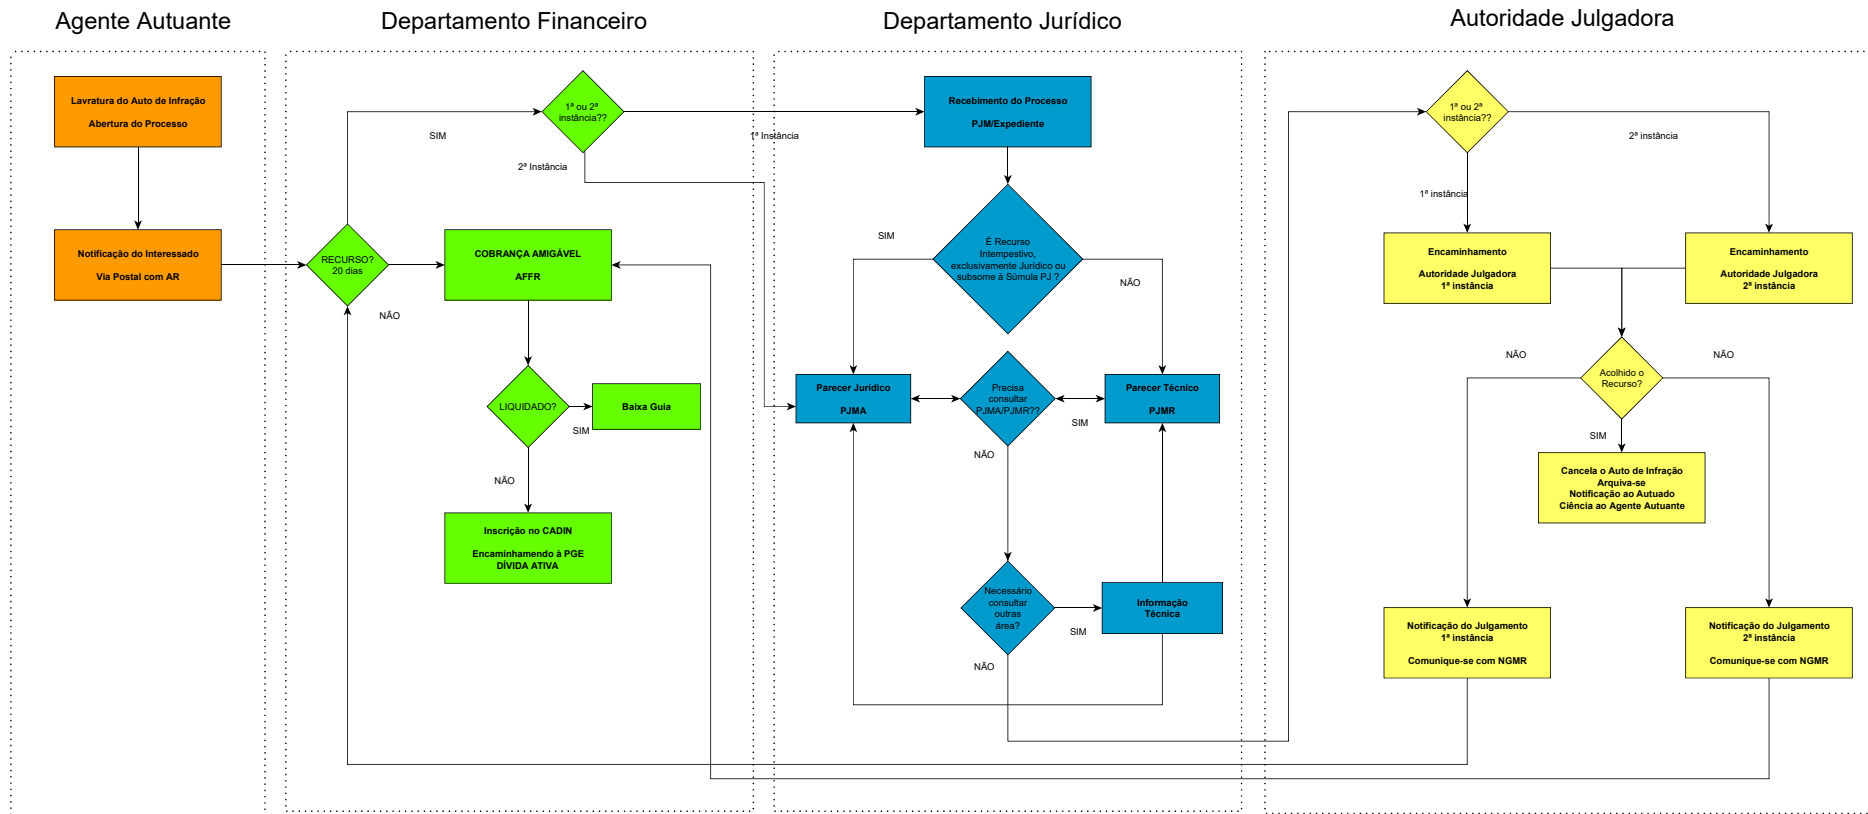 Agente Autuante
Departamento Financeiro
Departamento Jurídico
Autoridade Julgadora
Lavratura do Auto de Infração
Abertura do Processo
Notificação do Interessado
Via Postal com AR
RECURSO?
20 dias
SIM
NÃO
1ª ou 2ª
instância??
1ª Instância
2ª Instância
COBRANÇA AMIGÁVEL
AFFR
LIQUIDADO?
SIM
Baixa Guia
NÃO
Inscrição no CADIN
Encaminhamendo à PGE
DÍVIDA ATIVA
Recebimento do Processo
PJM/Expediente
É Recurso
Intempestivo,
exclusivamente Jurídico ou
subsome à Súmula PJ ?
SIM
NÃO
Parecer Jurídico
PJMA
Precisa
consultar
PJMA/PJMR??
SIM
NÃO
Parecer Técnico
PJMR
Necessário
consultar
outras
área?
SIM
NÃO
Informação
Técnica
1ª ou 2ª
instância??
2ª instância
1ª instância
Encaminhamento
Autoridade Julgadora
1ª instância
Encaminhamento
Autoridade Julgadora
2ª instância
NÃO
NÃO
Acolhido o
Recurso?
SIM
Cancela o Auto de Infração
Arquiva-se
Notificação ao Autuado
Ciência ao Agente Autuante
Notificação do Julgamento
1ª instância
Comunique-se com NGMR
Notificação do Julgamento
2ª instância
Comunique-se com NGMR